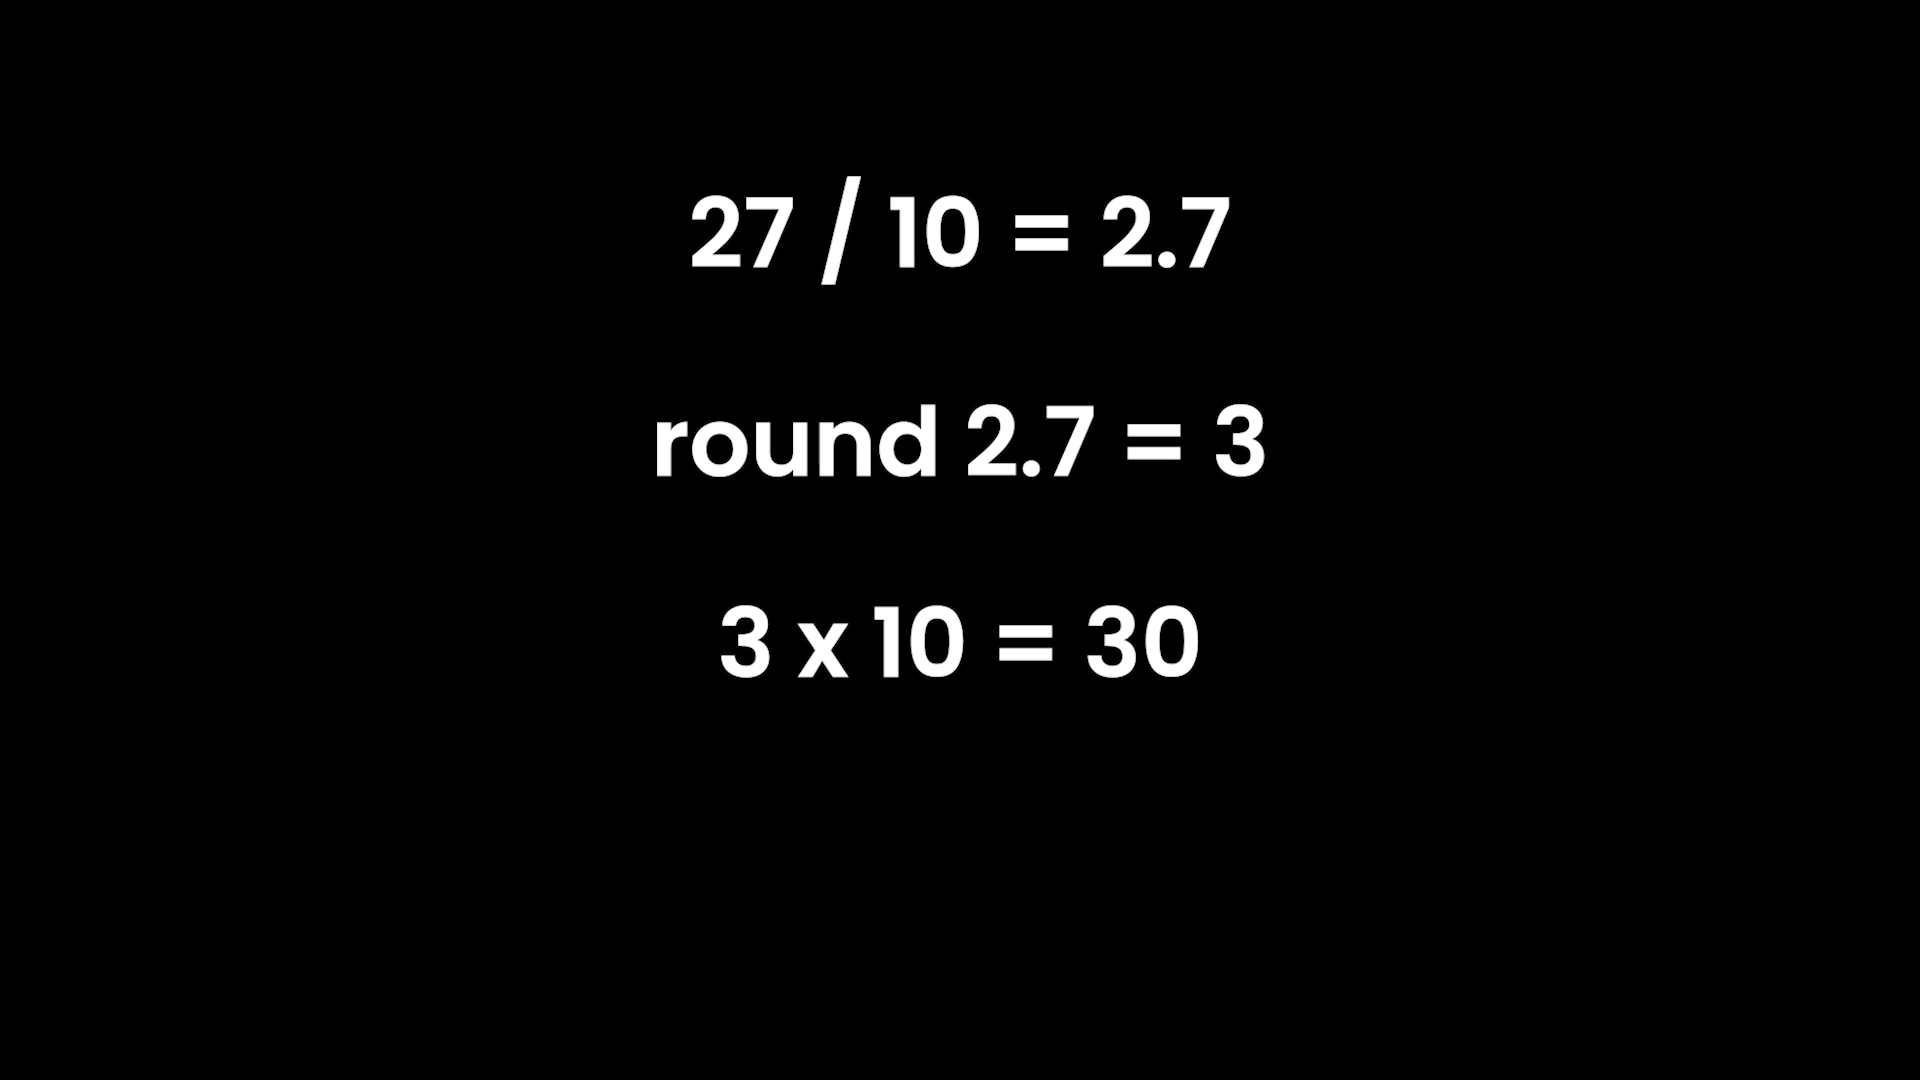 27 / 10 = 2.7
round 2.7 = 3
3 x 10 = 30